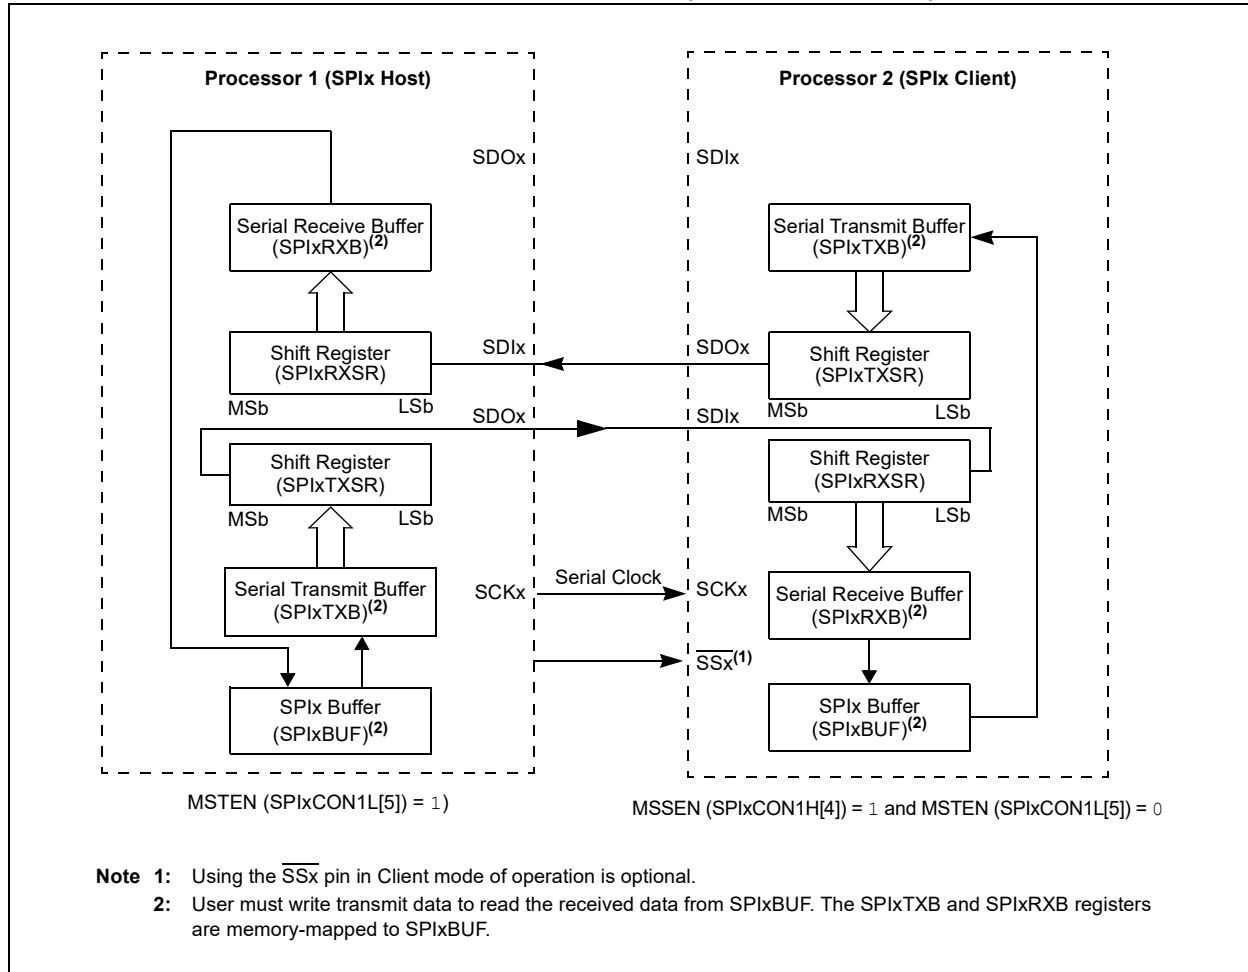 Processor 1 (SPIx Host)
Processor 2 (SPIx Client)
SDOx
SDIx
Serial Receive Buffer
(SPIxRXB)(2)
Serial Transmit Buffer
(SPIxTXB)(2)
Shift Register
(SPIxRXSR)
MSb
LSb
SDIx
SDOx
Shift Register
(SPIxTXSR)
MSb
LSb
SDOx
SDIx
Shift Register
(SPIxTXSR)
MSb
LSb
Shift Register
(SPIxRXSR)
MSb
LSb
Serial Transmit Buffer
(SPIxTXB)(2)
SCKx
Serial Clock
SCKx
Serial Receive Buffer
(SPIxRXB)(2)
SSx(1)
SPIx Buffer
(SPIxBUF)(2)
SPIx Buffer
(SPIxBUF)(2)
MSTEN (SPIxCON1L[5]) = 1)
MSSEN (SPIxCON1H[4]) = 1 and MSTEN (SPIxCON1L[5]) = 0
Note 1: Using the SSx pin in Client mode of operation is optional.
2: User must write transmit data to read the received data from SPIxBUF. The SPIxTXB and SPIxRXB registers
are memory-mapped to SPIxBUF.